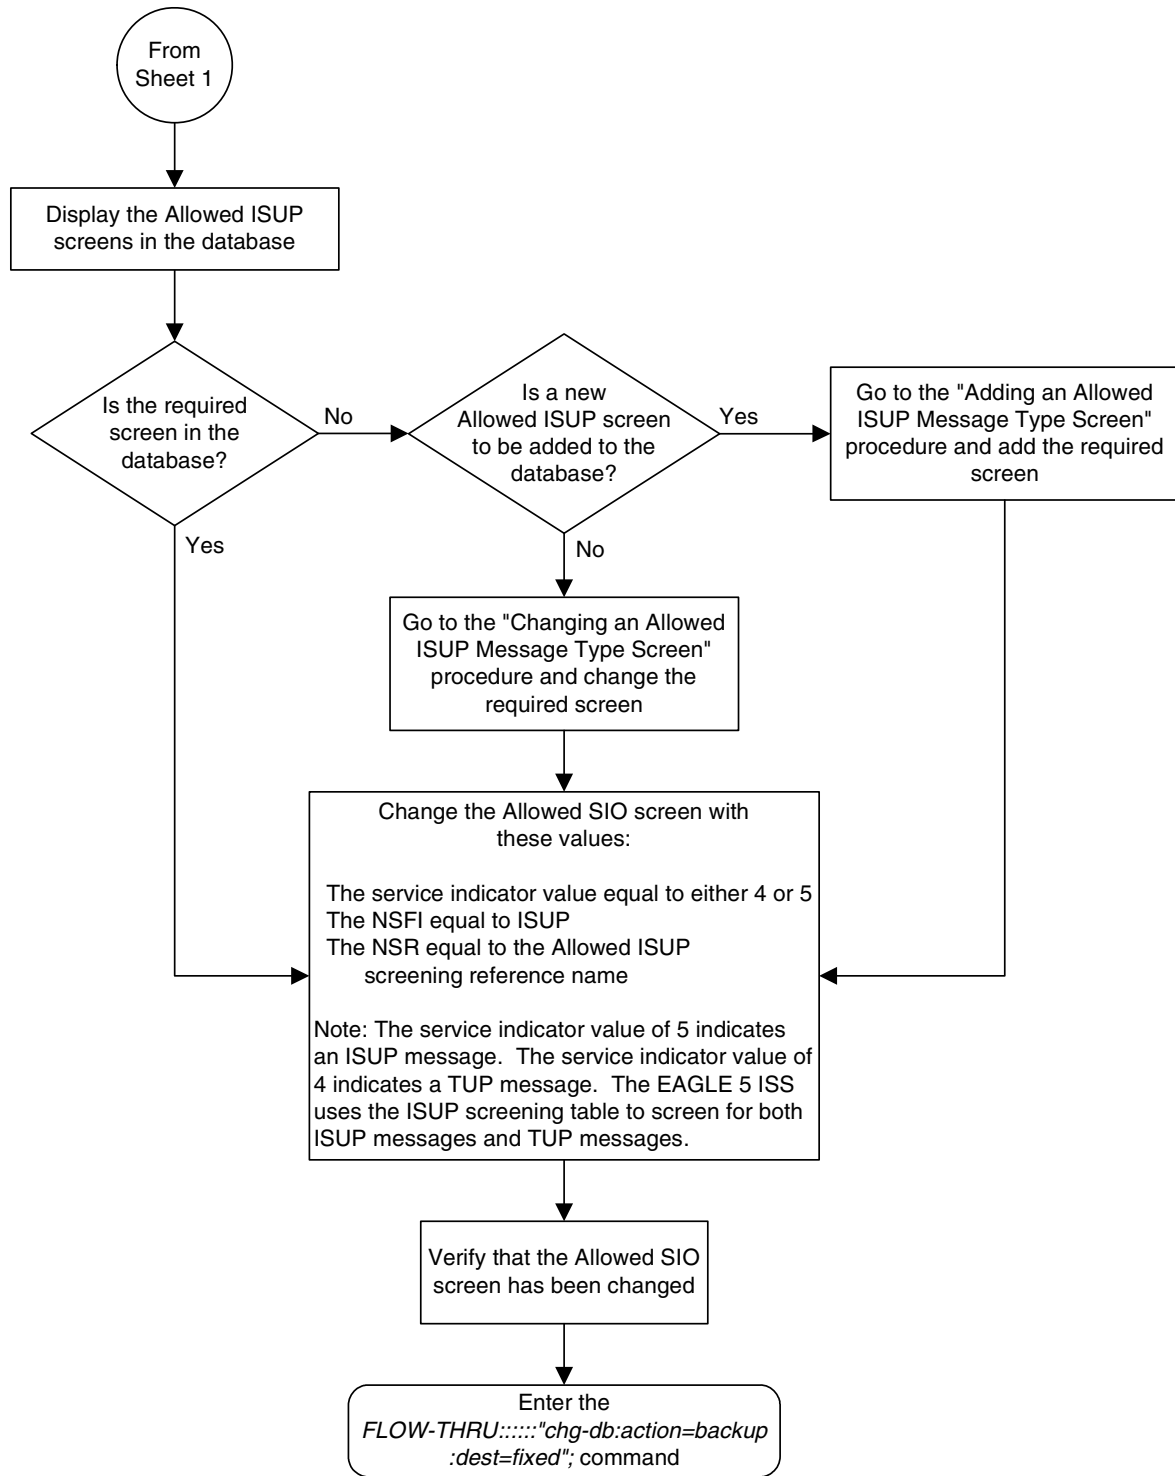 From
Sheet 1
Display the Allowed ISUP
screens in the database
Is the required
screen in the
database?
No
Yes
Is a new
Allowed ISUP screen
to be added to the
database?
Yes
No
Go to the "Adding an Allowed
ISUP Message Type Screen"
procedure and add the required
screen
Go to the "Changing an Allowed
ISUP Message Type Screen"
procedure and change the
required screen
Change the Allowed SIO screen with
these values:
The service indicator value equal to either 4 or 5
The NSFI equal to ISUP
The NSR equal to the Allowed ISUP
screening reference name
Note: The service indicator value of 5 indicates
an ISUP message.  The service indicator value of
4 indicates a TUP message.  The EAGLE 5 ISS
uses the ISUP screening table to screen for both
ISUP messages and TUP messages.
Verify that the Allowed SIO
screen has been changed
Enter the
FLOW-THRU::::::"chg-db:action=backup
:dest=fixed"; command